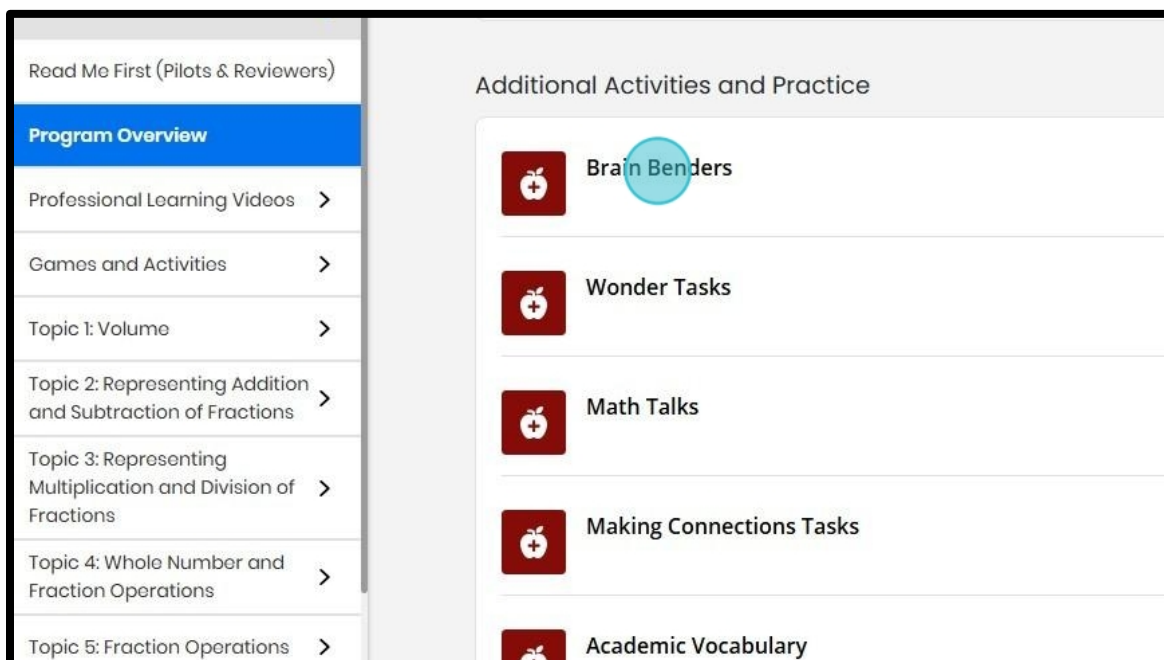 Read Me First (Pilots & Reviewers)
Program Overview
Professional Learning Videos
Games and Activities
Topic 1: Volume
Topic 2: Representing Addition
and Subtraction of Fractions
Topic 3: Representing
Multiplication and Division of
Fractions
Topic 4: Whole Number and
Fraction Operations
Topic 5: Fraction Operations
Additional Activities and Practice
Brain Benders
Wonder Tasks
Math Talks
Making Connections Tasks
Academic Vocabulary